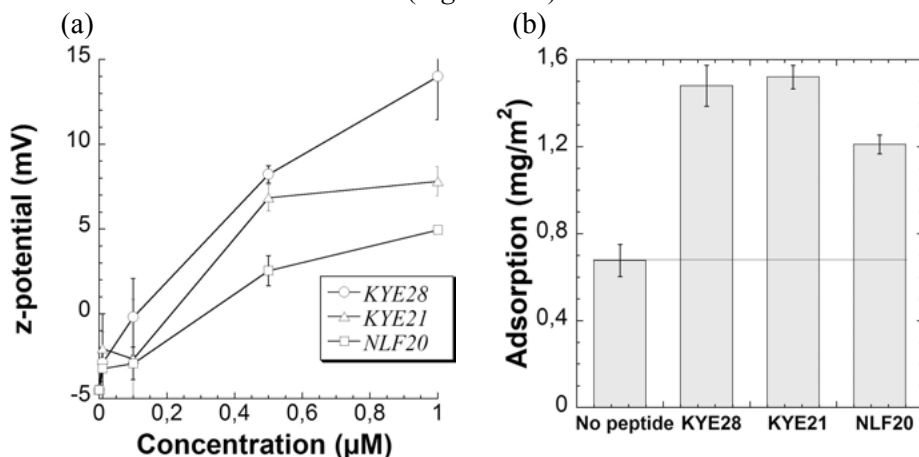 (a)
(b)
z-potential (mV)
15
10
5
0
-5
KYE28
KYE21
NLF20
0
0,2
0,4
0,6
0,8
1
Concentration (µM)
Adsorption (mg/m²)
1,6
1,2
0,8
0,4
0
No peptide KYE28 KYE21 NLF20